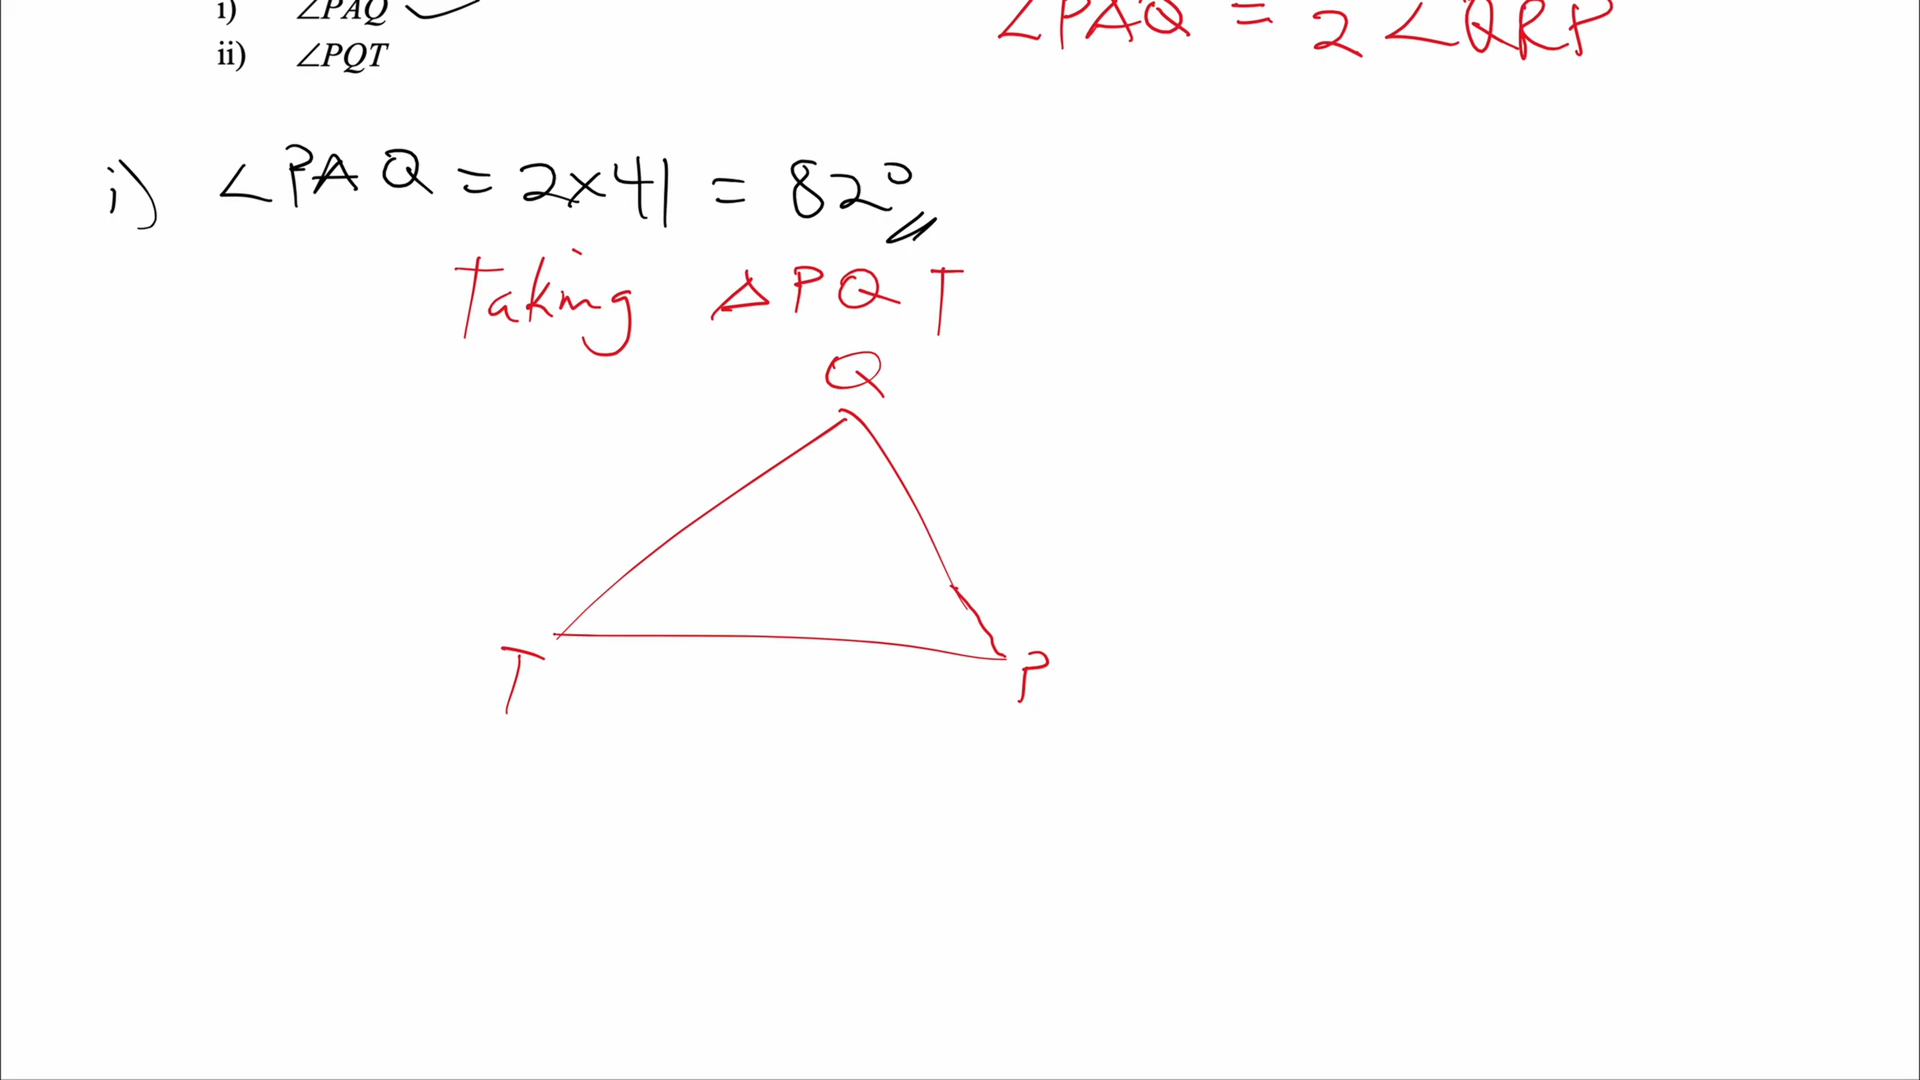 i) ∠PAQ
∠PAQ = 2 ∠QRP
ii) ∠PQT
i) ∠PAQ = 2×41 = 82°
Taking △PQT
Q
T
P